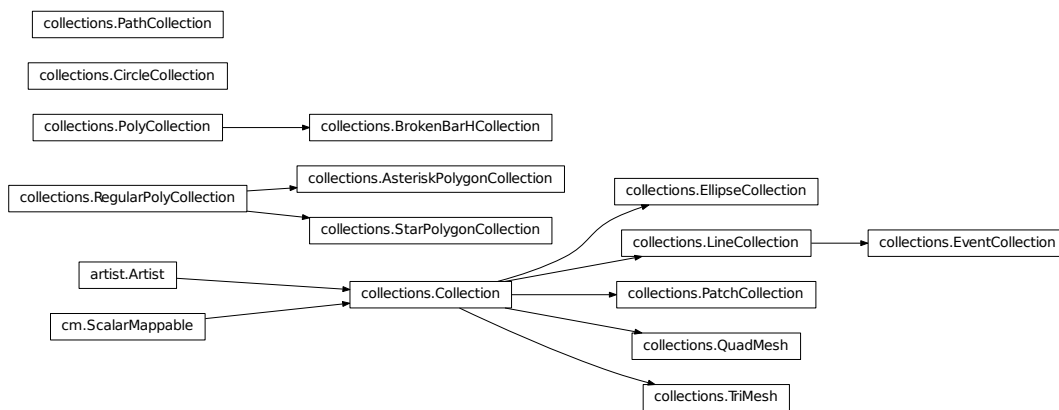 collections.PathCollection
collections.CircleCollection
collections.PolyCollection
collections.BrokenBarHCollection
collections.RegularPolyCollection
collections.AsteriskPolygonCollection
collections.StarPolygonCollection
collections.EllipseCollection
collections.LineCollection
collections.EventCollection
artist.Artist
collections.Collection
collections.PatchCollection
cm.ScalarMappable
collections.QuadMesh
collections.TriMesh